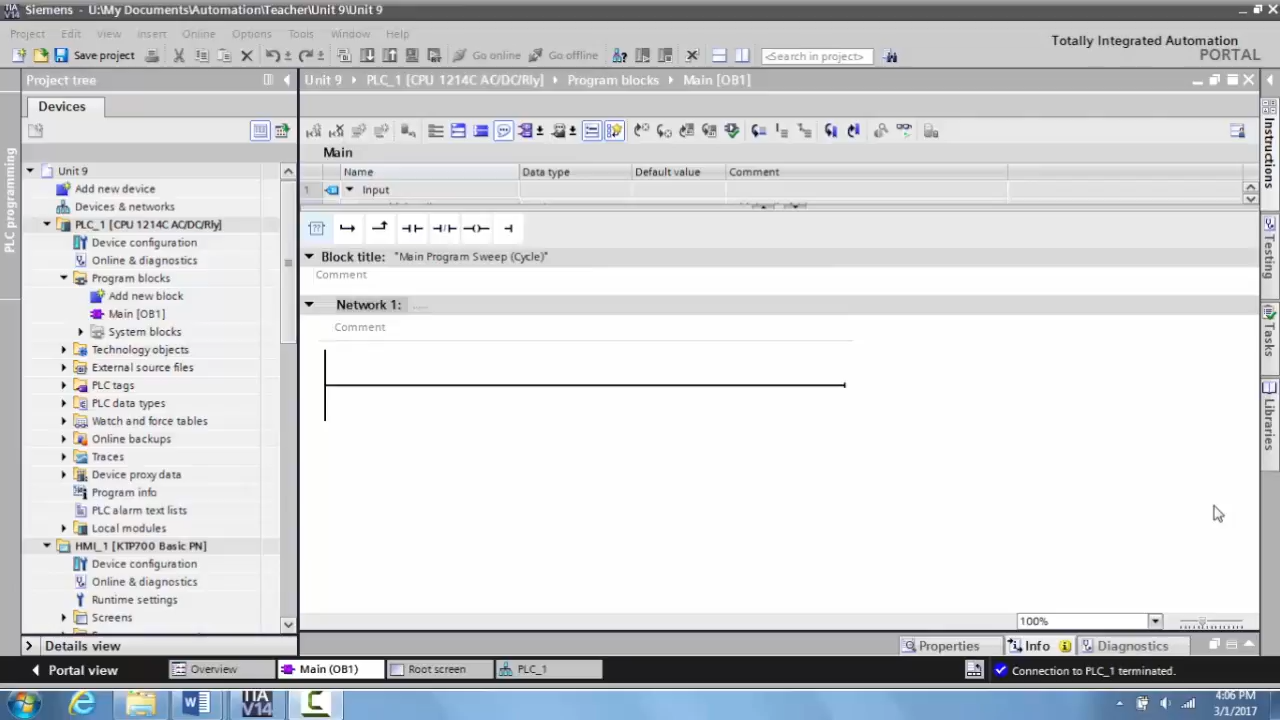 TIA V14 Siemens - U:\My Documents\Automation\Teacher\Unit 9\Unit 9
Project Edit View Insert Online Options Tools Window Help
Totally Integrated Automation
PORTAL
Save project Go online Go offline <Search in project>
Project tree
Unit 9 PLC_1 [CPU 1214C AC/DC/Rly] Program blocks Main [OB1]
Devices
PLC programming
Main
Name Data type Default value Comment
1 Input
Unit 9
Add new device
Devices & networks
PLC_1 [CPU 1214C AC/DC/Rly]
Device configuration
Online & diagnostics
Program blocks
Add new block
Main [OB1]
System blocks
Technology objects
External source files
PLC tags
PLC data types
Watch and force tables
Online backups
Traces
Device proxy data
Program info
PLC alarm text lists
Local modules
HMI_1 [KTP700 Basic PN]
Device configuration
Online & diagnostics
Runtime settings
Screens
Block title: "Main Program Sweep (Cycle)"
Comment
Network 1: .....
Comment
100%
Instructions
Testing
Tasks
Libraries
Details view
Properties Info Diagnostics
Portal view Overview Main (OB1) Root screen PLC_1 Connection to PLC_1 terminated.
TIA
V14
4:06 PM
3/1/2017